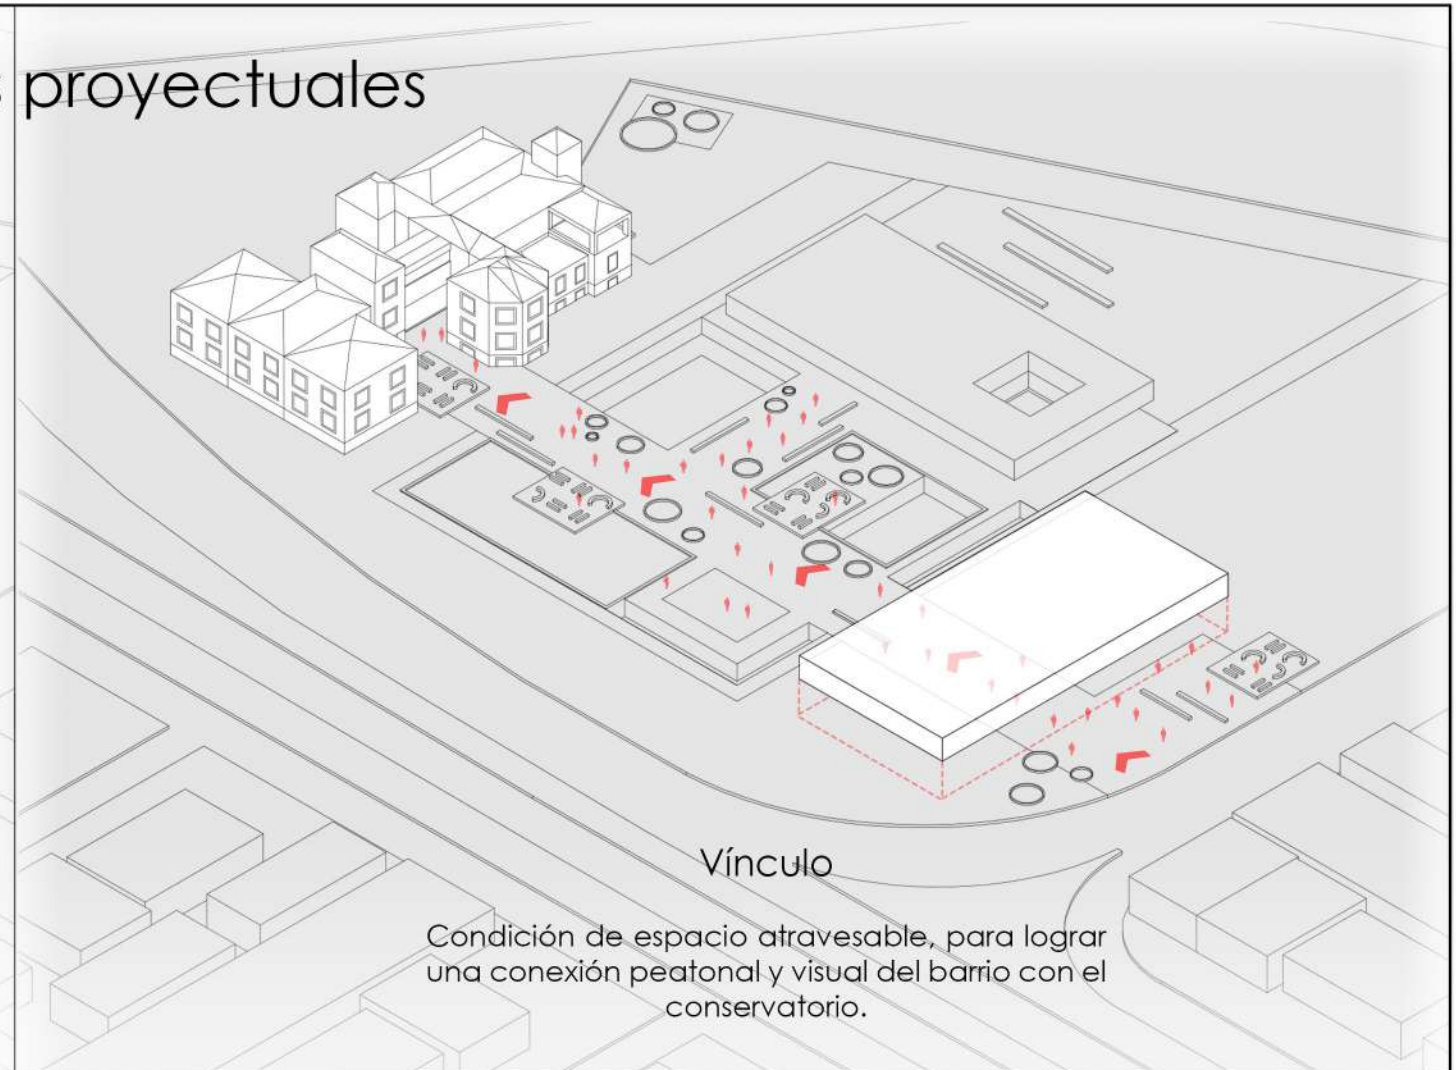 s proyectuales
Vínculo
Condición de espacio atravesable, para lograr
una conexión peatonal y visual del barrio con el
conservatorio.